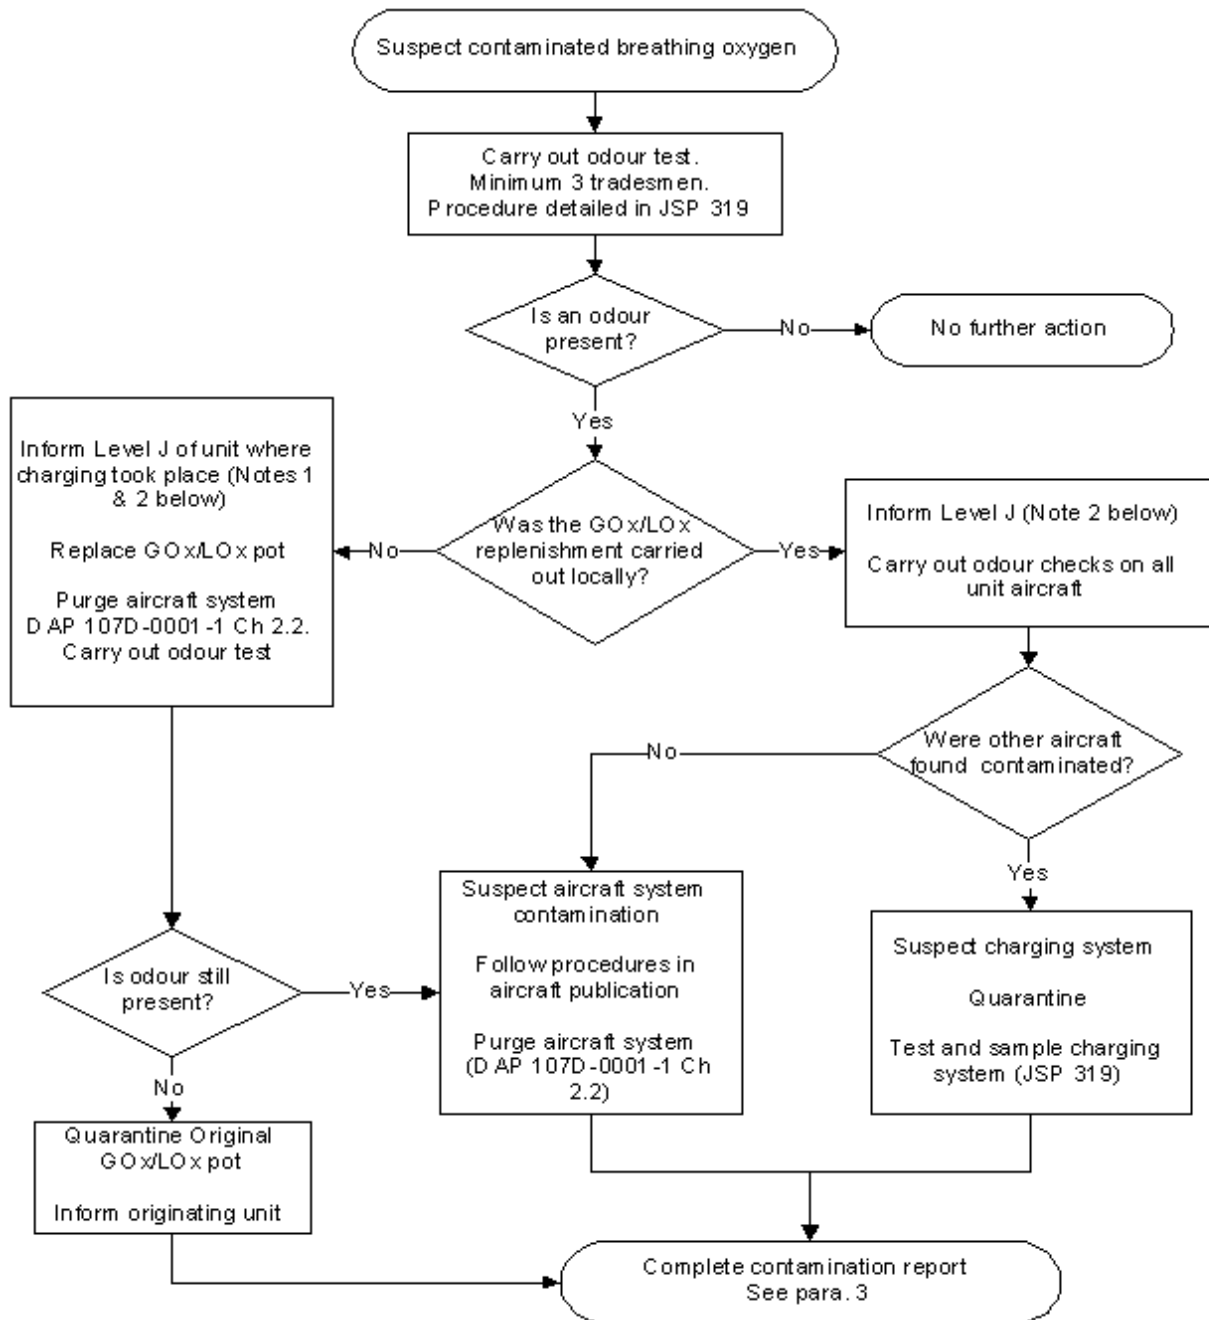 Suspect contaminated breathing oxygen
Carry out odour test.
Minimum 3 tradesmen.
Procedure detailed in JSP 319
Is an odour
present?
No
No further action
Yes
Inform Level J of unit where
charging took place (Notes 1
& 2 below)
Replace GOx/LOx pot
Purge aircraft system
DAP 107D-0001-1 Ch 2.2.
Carry out odour test
No
Was the GOx/LOx
replenishment carried
out locally?
Yes
Inform Level J (Note 2 below)
Carry out odour checks on all
unit aircraft
No
Were other aircraft
found contaminated?
Yes
Suspect aircraft system
contamination
Follow procedures in
aircraft publication
Purge aircraft system
(DAP 107D-0001-1 Ch
2.2)
Suspect charging system
Quarantine
Test and sample charging
system (JSP 319)
Is odour still
present?
Yes
No
Quarantine Original
GOx/LOx pot
Inform originating unit
Complete contamination report
See para. 3